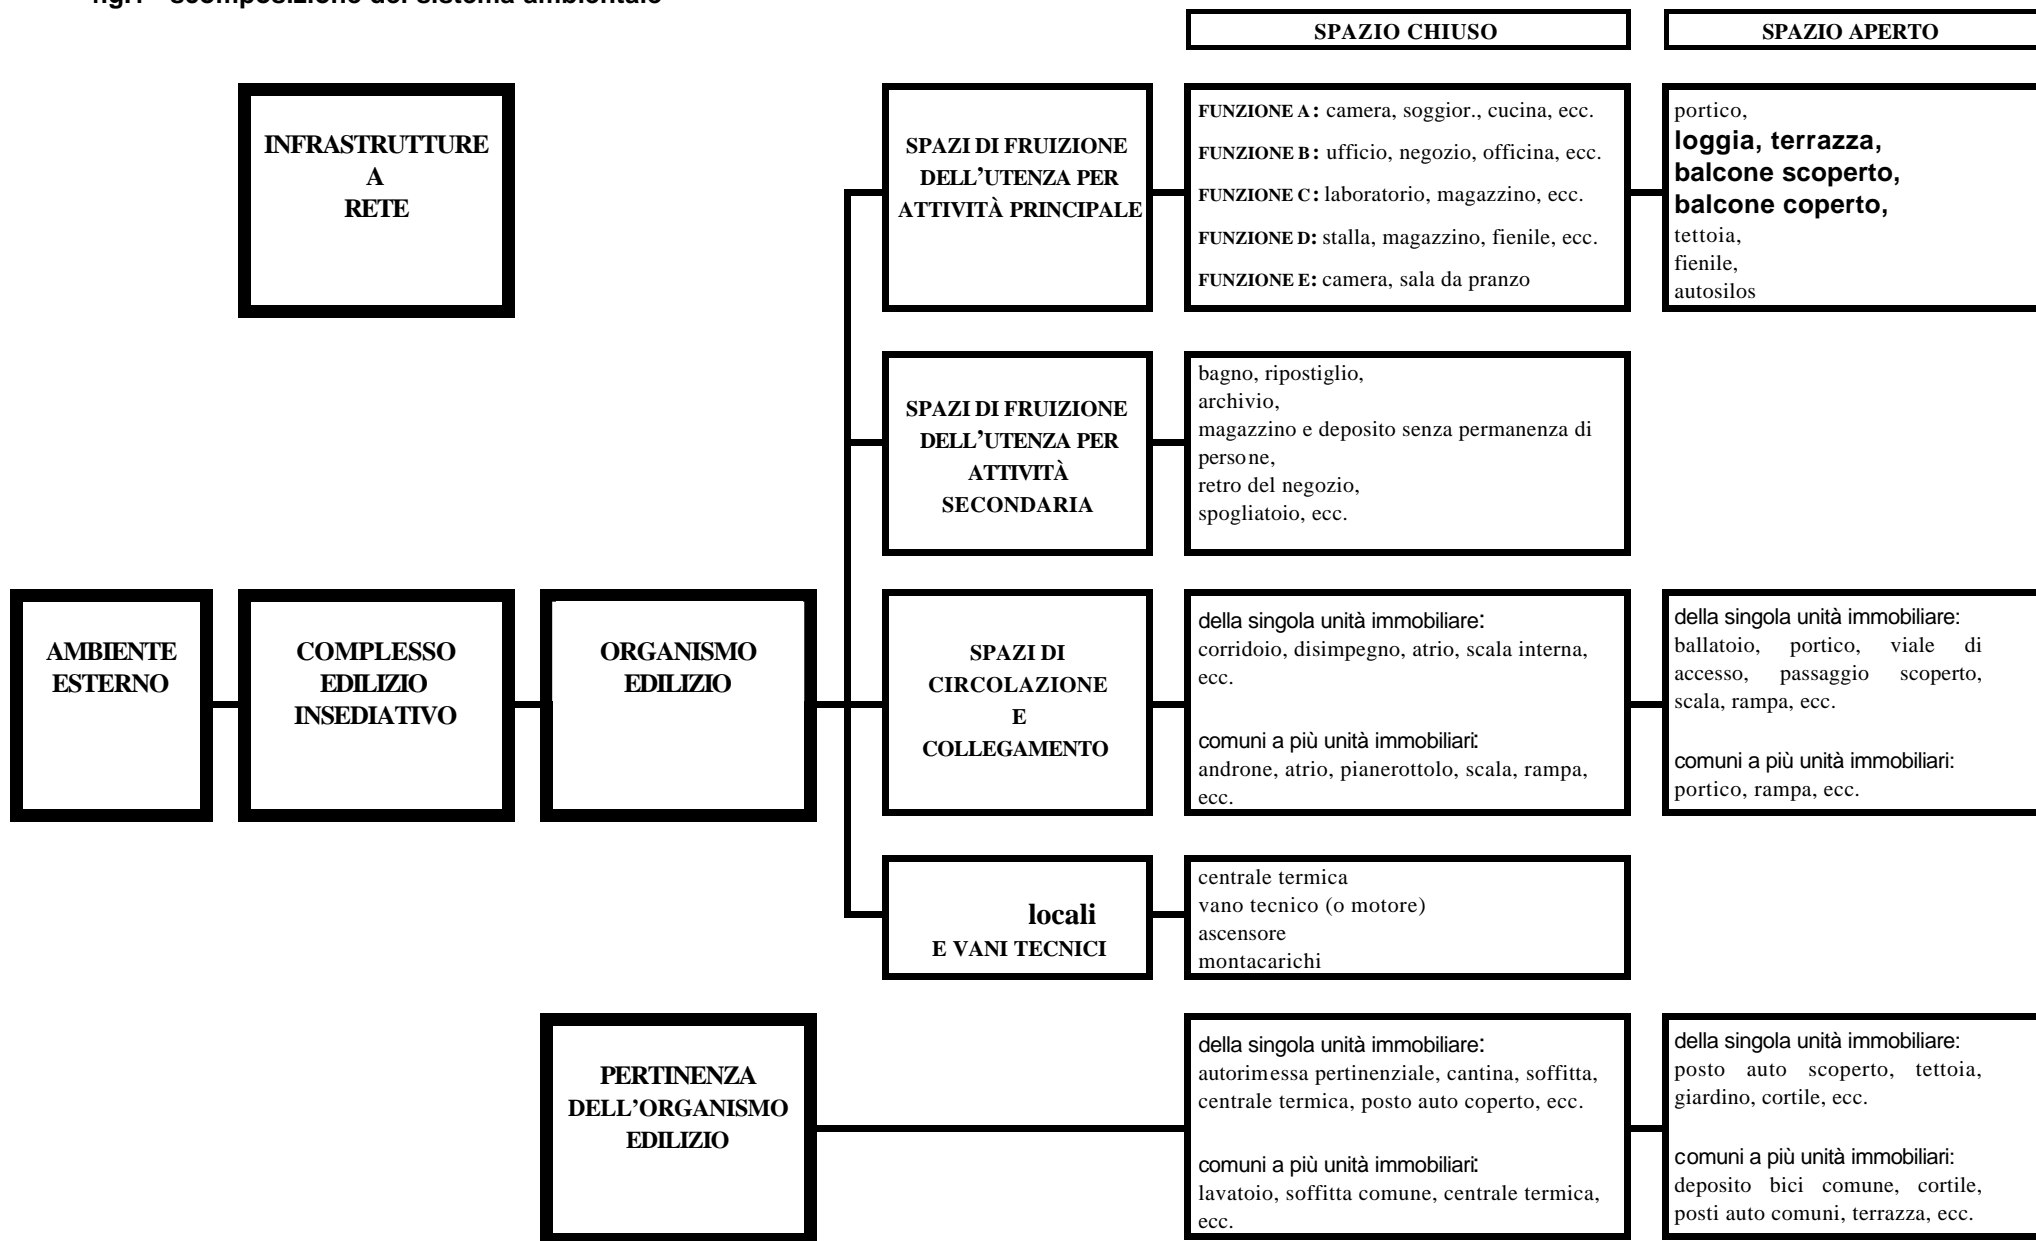 scomposizione del sistema ambientale
SPAZIO CHIUSO
SPAZIO APERTO
INFRASTRUTTURE
A
RETE
SPAZI DI FRUIZIONE
DELL'UTENZA PER
ATTIVITÀ PRINCIPALE
FUNZIONE A: camera, soggior., cucina, ecc.
FUNZIONE B: ufficio, negozio, officina, ecc.
FUNZIONE C: laboratorio, magazzino, ecc.
FUNZIONE D: stalla, magazzino, fienile, ecc.
FUNZIONE E: camera, sala da pranzo
portico,
loggia, terrazza,
balcone scoperto,
balcone coperto,
tettoia,
fienile,
autosilos
SPAZI DI FRUIZIONE
DELL'UTENZA PER
ATTIVITÀ
SECONDARIA
bagno, ripostiglio,
archivio,
magazzino e deposito senza permanenza di
persone,
retro del negozio,
spogliatoio, ecc.
AMBIENTE
ESTERNO
COMPLESSO
EDILIZIO
INSEDIATIVO
ORGANISMO
EDILIZIO
SPAZI DI
CIRCOLAZIONE
E
COLLEGAMENTO
della singola unità immobiliare:
corridoio, disimpegno, atrio, scala interna,
ecc.
comuni a più unità immobiliari:
androne, atrio, pianerottolo, scala, rampa,
ecc.
della singola unità immobiliare:
ballatoio, portico, viale di
accesso, passaggio scoperto,
scala, rampa, ecc.
comuni a più unità immobiliari:
portico, rampa, ecc.
locali
E VANI TECNICI
centrale termica
vano tecnico (o motore)
ascensore
montacarichi
PERTINENZA
DELL'ORGANISMO
EDILIZIO
della singola unità immobiliare:
autorimessa pertinenziale, cantina, soffitta,
centrale termica, posto auto coperto, ecc.
comuni a più unità immobiliari:
lavatoio, soffitta comune, centrale termica,
ecc.
della singola unità immobiliare:
posto auto scoperto, tettoia,
giardino, cortile, ecc.
comuni a più unità immobiliari:
deposito bici comune, cortile,
posti auto comuni, terrazza, ecc.